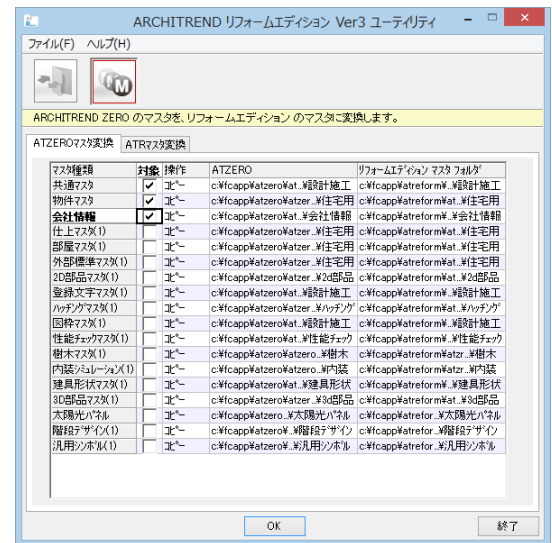 ARCHITREND リフォームエディション Ver3 ユーティリティ
ファイル(F) ヘルプ(H)
ARCHITREND ZERO のマスタを、リフォームエディション のマスタに変換します。
ATZEROマスタ変換 ATRマスタ変換
マスタ種類 対象 操作 ATZERO リフォームエディション マスタ フォルダ
共通マスタ コピー c:¥fcapp¥atzero¥at..¥設計施工 c:¥fcapp¥atreform¥..¥設計施工
物件マスタ コピー c:¥fcapp¥atzero¥atzer..¥住宅用 c:¥fcapp¥atreform¥at..¥住宅用
会社情報 コピー c:¥fcapp¥atzero¥at..¥会社情報 c:¥fcapp¥atreform¥..¥会社情報
仕上マスタ(1) コピー c:¥fcapp¥atzero¥atzer..¥住宅用 c:¥fcapp¥atreform¥at..¥住宅用
部屋マスタ(1) コピー c:¥fcapp¥atzero¥atzer..¥住宅用 c:¥fcapp¥atreform¥at..¥住宅用
外部標準マスタ(1) コピー c:¥fcapp¥atzero¥atzer..¥住宅用 c:¥fcapp¥atreform¥at..¥住宅用
2D部品マスタ(1) コピー c:¥fcapp¥atzero¥atzer..¥2d部品 c:¥fcapp¥atreform¥at..¥2d部品
登録文字マスタ(1) コピー c:¥fcapp¥atzero¥at..¥設計施工 c:¥fcapp¥atreform¥..¥設計施工
ハッチングマスタ(1) コピー c:¥fcapp¥atzero¥atzer..¥ハッチング c:¥fcapp¥atreform¥at..¥ハッチング
図枠マスタ(1) コピー c:¥fcapp¥atzero¥at..¥設計施工 c:¥fcapp¥atreform¥..¥設計施工
性能チェックマスタ(1) コピー c:¥fcapp¥atzero¥at..¥性能チェック c:¥fcapp¥atreform¥..¥性能チェック
樹木マスタ(1) コピー c:¥fcapp¥atzero¥atzero..¥樹木 c:¥fcapp¥atreform¥atzr..¥樹木
内装シミュレーション(1) コピー c:¥fcapp¥atzero¥atzero..¥内装 c:¥fcapp¥atreform¥atzr..¥内装
建具形状マスタ(1) コピー c:¥fcapp¥atzero¥at..¥建具形状 c:¥fcapp¥atreform¥..¥建具形状
3D部品マスタ(1) コピー c:¥fcapp¥atzero¥atzer..¥3d部品 c:¥fcapp¥atreform¥at..¥3d部品
太陽光パネル コピー c:¥fcapp¥atzero..¥太陽光パネル c:¥fcapp¥atrefor..¥太陽光パネル
階段デザイン(1) コピー c:¥fcapp¥atzero¥..¥階段デザイン c:¥fcapp¥atrefor..¥階段デザイン
汎用シンボル(1) コピー c:¥fcapp¥atzero¥..¥汎用シンボル c:¥fcapp¥atrefor..¥汎用シンボル
OK 終了